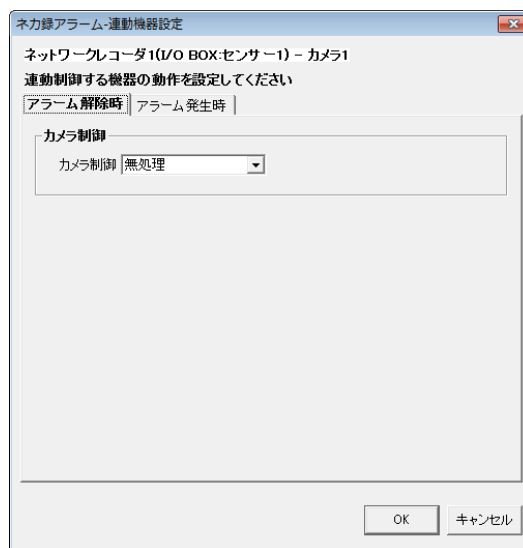 ネカ録アラーム-連動機器設定
ネットワークレコーダ1(I/O BOX:センサー1) - カメラ1
連動制御する機器の動作を設定してください
アラーム解除時 アラーム発生時
カメラ制御
カメラ制御 無処理
OK キャンセル